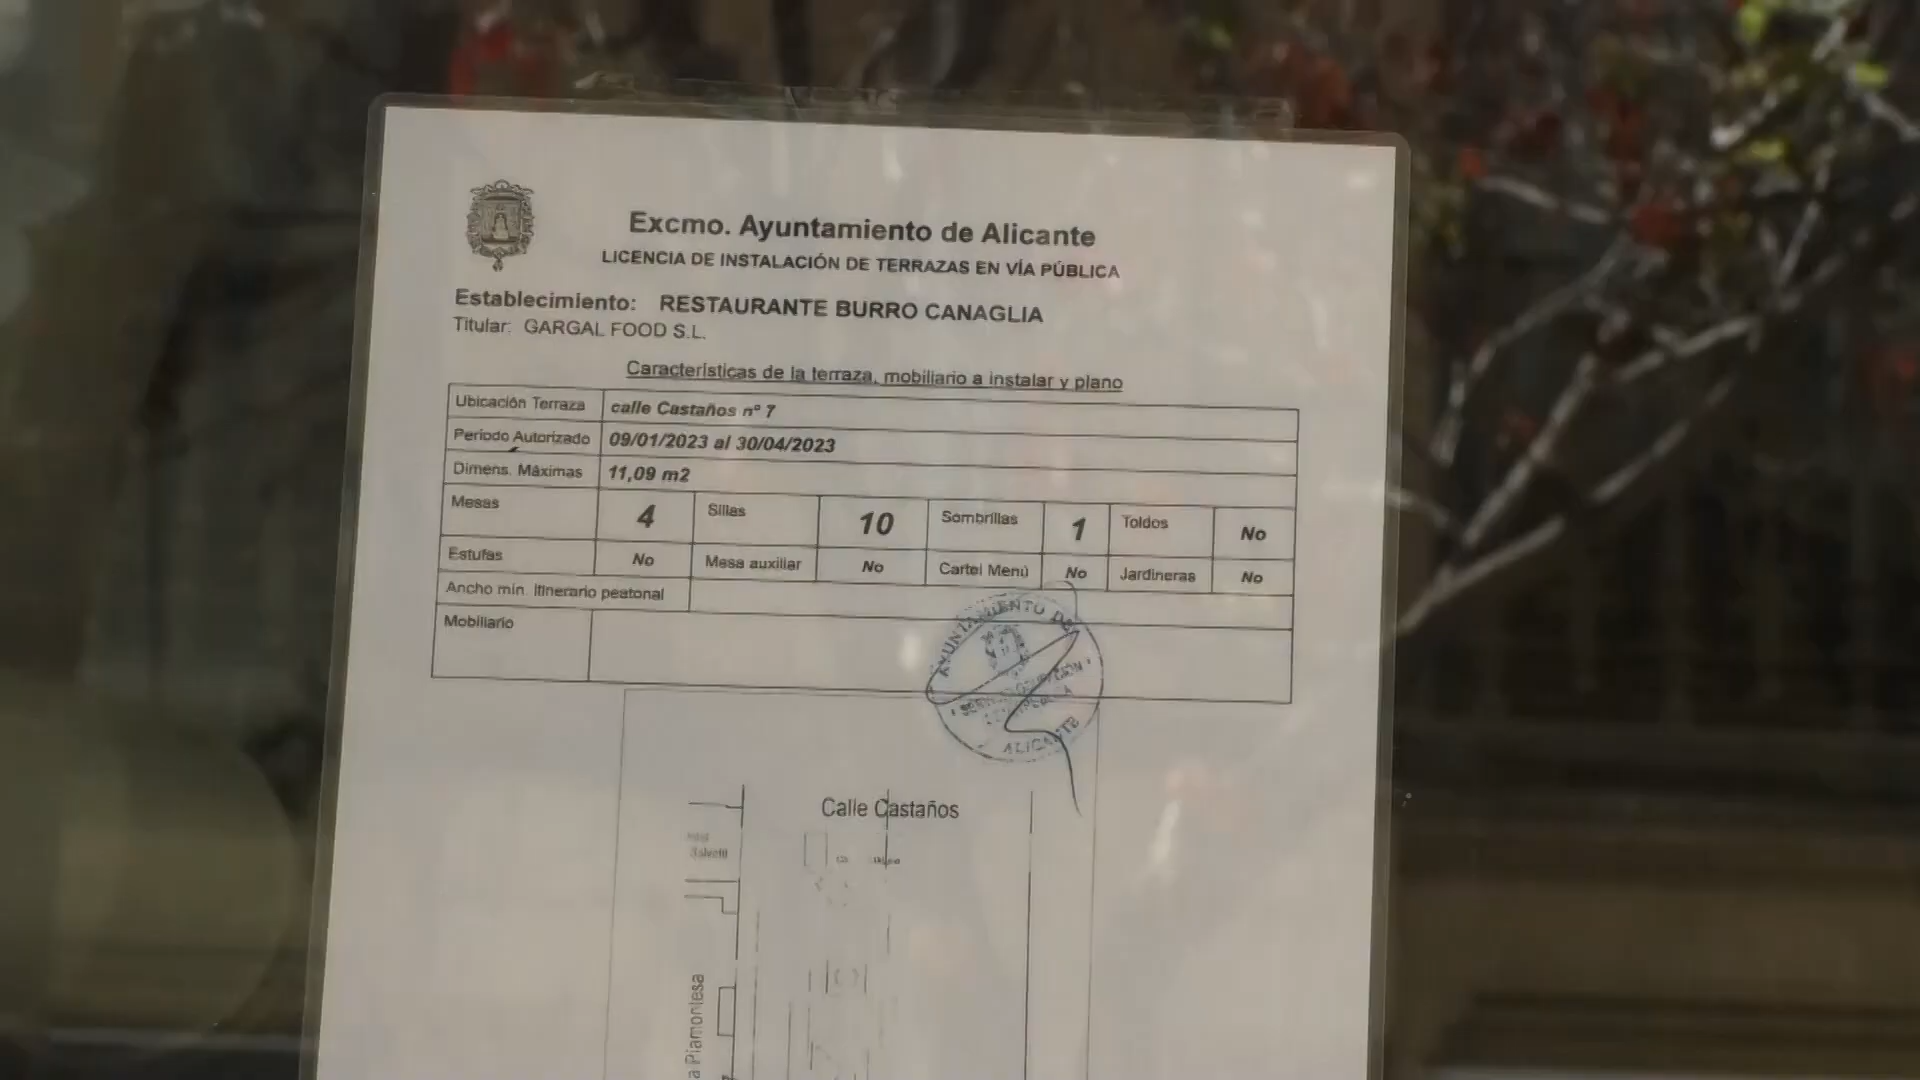 Excmo. Ayuntamiento de Alicante
LICENCIA DE INSTALACIÓN DE TERRAZAS EN VÍA PÚBLICA
Establecimiento: RESTAURANTE BURRO CANAGLIA
Titular: GARGAL FOOD S.L.
Características de la terraza, mobiliario a instalar y plano
Ubicación Terraza calle Castaños nº 7
Período Autorizado 09/01/2023 al 30/04/2023
Dimens. Máximas 11,09 m2
Mesas 4 Sillas 10 Sombrillas 1 Toldos No
Estufas No Mesa auxiliar No Cartel Menú No Jardineras No
Ancho mín. Itinerario peatonal
Mobiliario
AYUNTAMIENTO DE
ALICANTE
Calle Castaños
a Piamontesa